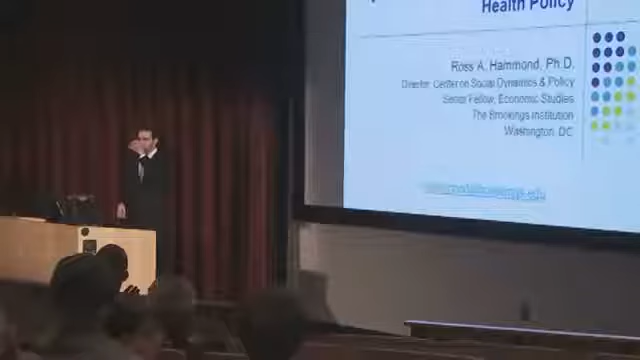 Health Policy
Ross A. Hammond, Ph.D.
Director, Center on Social Dynamics & Policy
Senior Fellow, Economic Studies
The Brookings Institution
Washington, DC